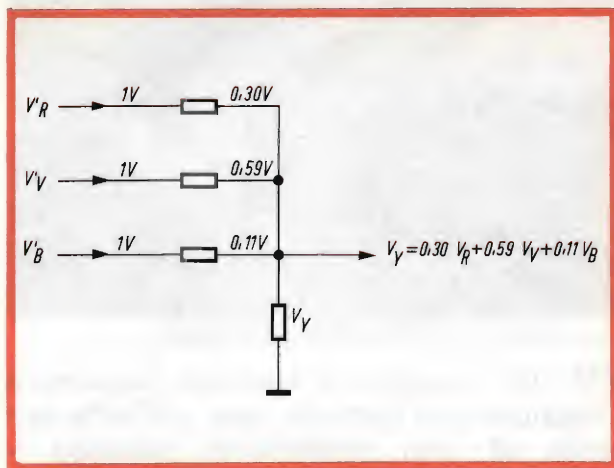 V'R 1V 0,30V
V'V 1V 0,59V
V'B 1V 0,11V VY = 0,30 VR + 0,59 VV + 0,11 VB
VY